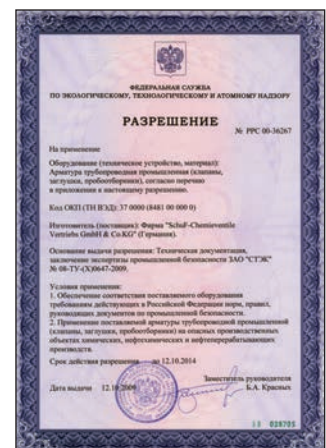 ФЕДЕРАЛЬНАЯ СЛУЖБА
ПО ЭКОЛОГИЧЕСКОМУ, ТЕХНОЛОГИЧЕСКОМУ И АТОМНОМУ НАДЗОРУ
РАЗРЕШЕНИЕ
№ РРС 00-36267
На применение
Оборудование (техническое устройство, материал):
Арматура трубопроводная промышленная (клапаны,
заглушки, пробоотборники), согласно перечню
в приложении к настоящему разрешению.
Код ОКП (ТН ВЭД): 37 0000 (8481 00 000 0)
Изготовитель (поставщик): Фирма "SchuF-Chemieventile
Vertriebs GmbH & Co.KG" (Германия).
Основание выдачи разрешения: Техническая документация,
заключение экспертизы промышленной безопасности ЗАО "СТЭК"
№ 08-ТУ-(Х)0647-2009.
Условия применения:
1. Обеспечение соответствия поставляемого оборудования
требованиям действующих в Российской Федерации норм, правил,
руководящих документов по промышленной безопасности.
2. Применение поставляемой арматуры трубопроводной промышленной
(клапаны, заглушки, пробоотборники) на опасных производственных
объектах химических, нефтехимических и нефтеперерабатывающих
производств.
Срок действия разрешения до 12.10.2014
Заместитель руководителя
Дата выдачи 12.10.2009 Б.А. Красных
028705